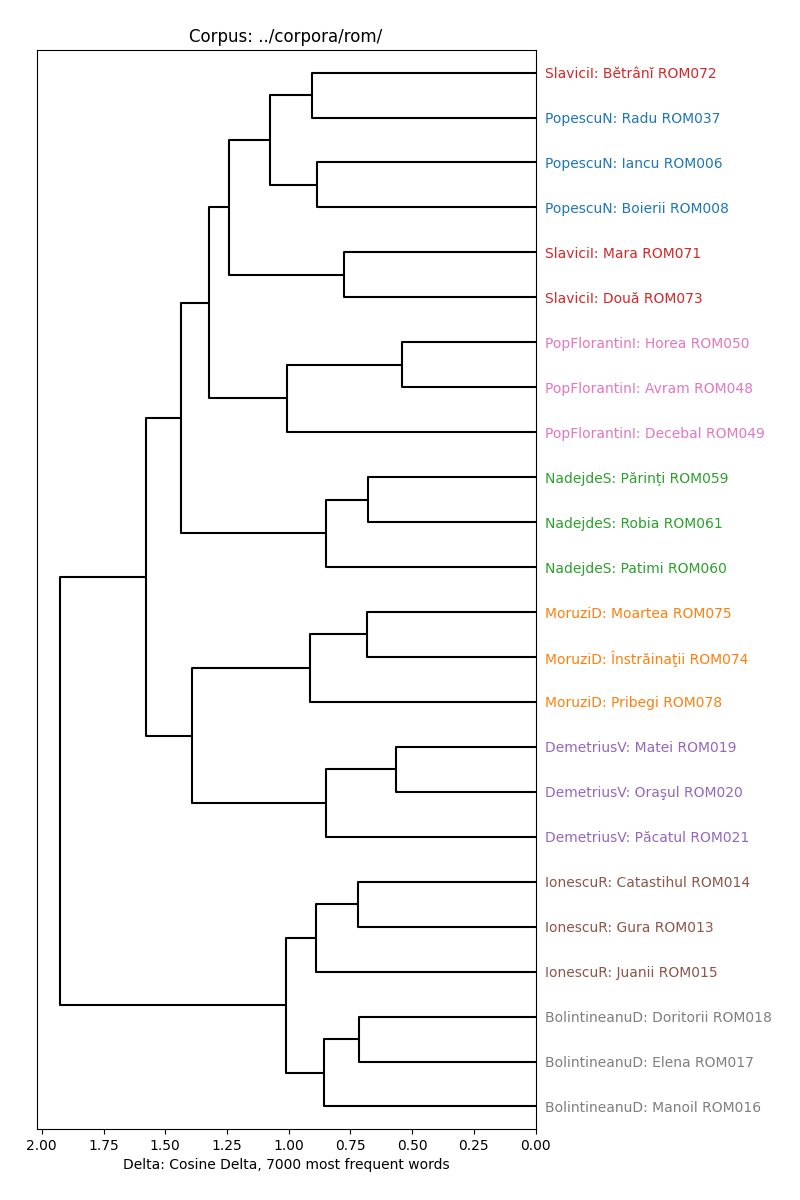 Corpus: ../corpora/rom/
SlaviciI: Bĕtrânĭ ROM072
PopescuN: Radu ROM037
PopescuN: Iancu ROM006
PopescuN: Boierii ROM008
SlaviciI: Mara ROM071
SlaviciI: Două ROM073
PopFlorantinI: Horea ROM050
PopFlorantinI: Avram ROM048
PopFlorantinI: Decebal ROM049
NadejdeS: Părinți ROM059
NadejdeS: Robia ROM061
NadejdeS: Patimi ROM060
MoruziD: Moartea ROM075
MoruziD: Înstrăinaţii ROM074
MoruziD: Pribegi ROM078
DemetriusV: Matei ROM019
DemetriusV: Oraşul ROM020
DemetriusV: Păcatul ROM021
IonescuR: Catastihul ROM014
IonescuR: Gura ROM013
IonescuR: Juanii ROM015
BolintineanuD: Doritorii ROM018
BolintineanuD: Elena ROM017
BolintineanuD: Manoil ROM016
2.00 1.75 1.50 1.25 1.00 0.75 0.50 0.25 0.00
Delta: Cosine Delta, 7000 most frequent words